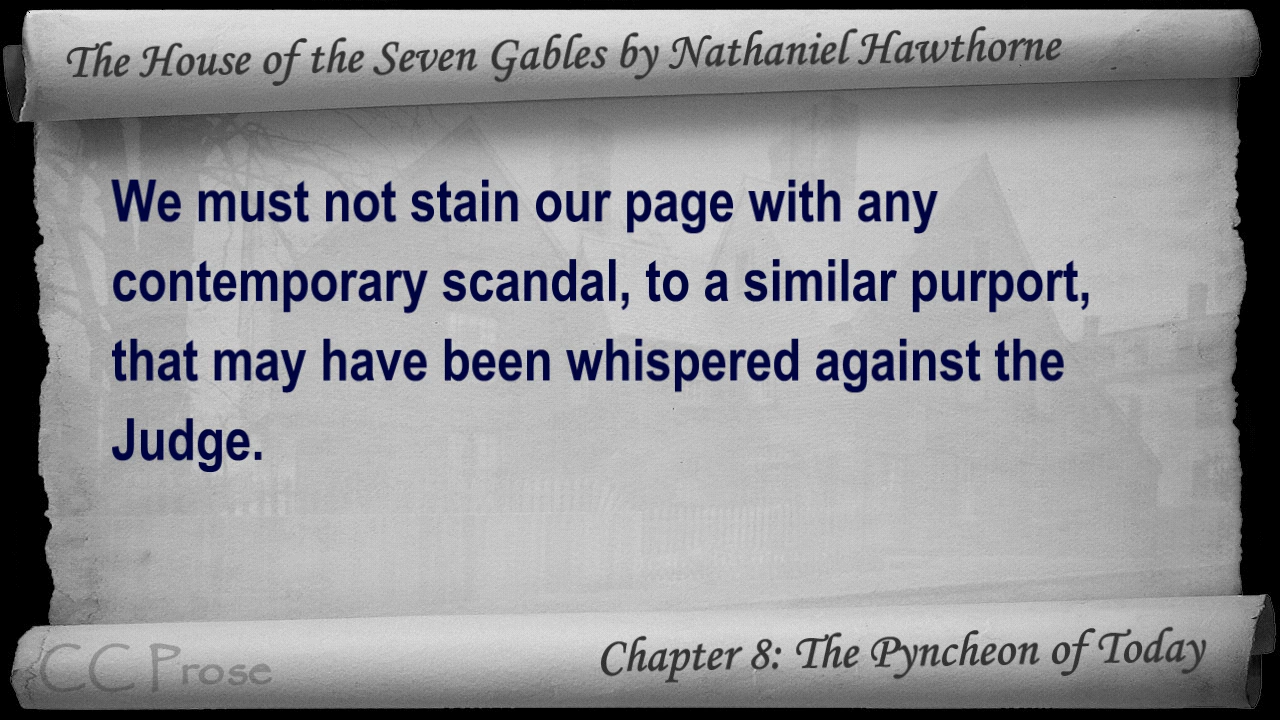 The House of the Seven Gables by Nathaniel Hawthorne
We must not stain our page with any
contemporary scandal, to a similar purport,
that may have been whispered against the
Judge.
Chapter 8: The Pyncheon of Today
CC Prose